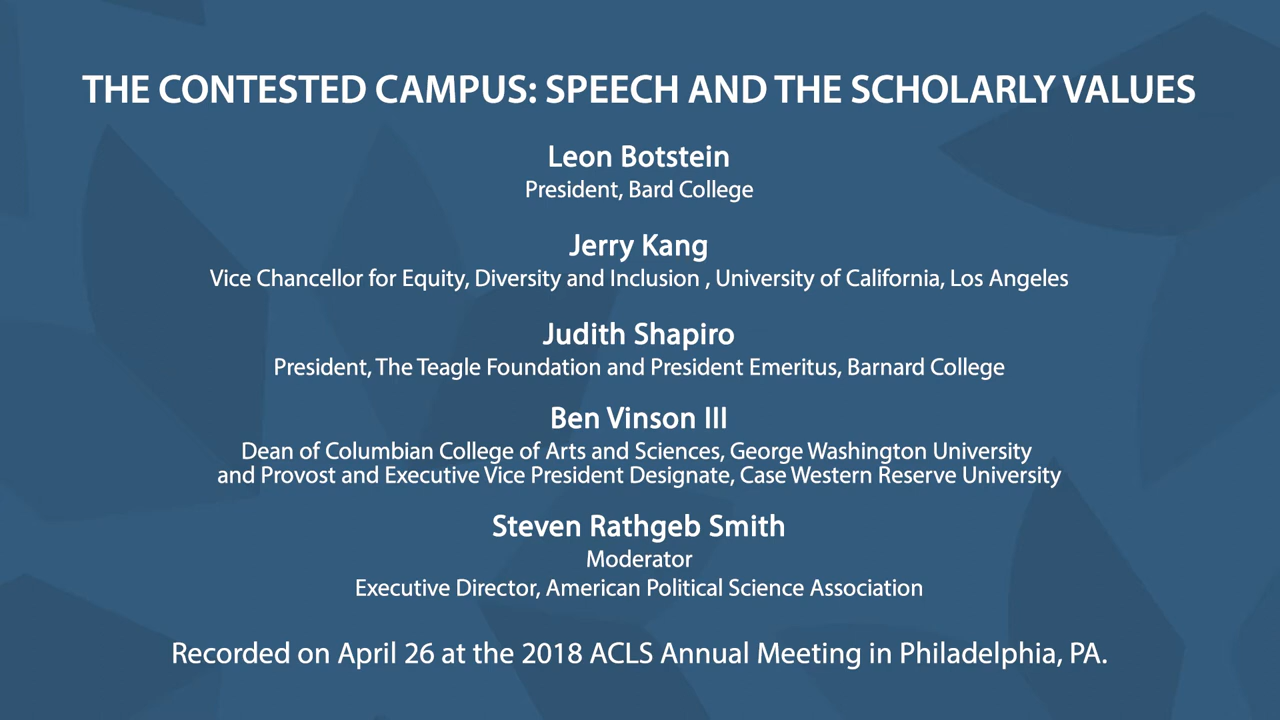 THE CONTESTED CAMPUS: SPEECH AND THE SCHOLARLY VALUES
Leon Botstein
President, Bard College
Jerry Kang
Vice Chancellor for Equity, Diversity and Inclusion , University of California, Los Angeles
Judith Shapiro
President, The Teagle Foundation and President Emeritus, Barnard College
Ben Vinson III
Dean of Columbian College of Arts and Sciences, George Washington University
and Provost and Executive Vice President Designate, Case Western Reserve University
Steven Rathgeb Smith
Moderator
Executive Director, American Political Science Association
Recorded on April 26 at the 2018 ACLS Annual Meeting in Philadelphia, PA.